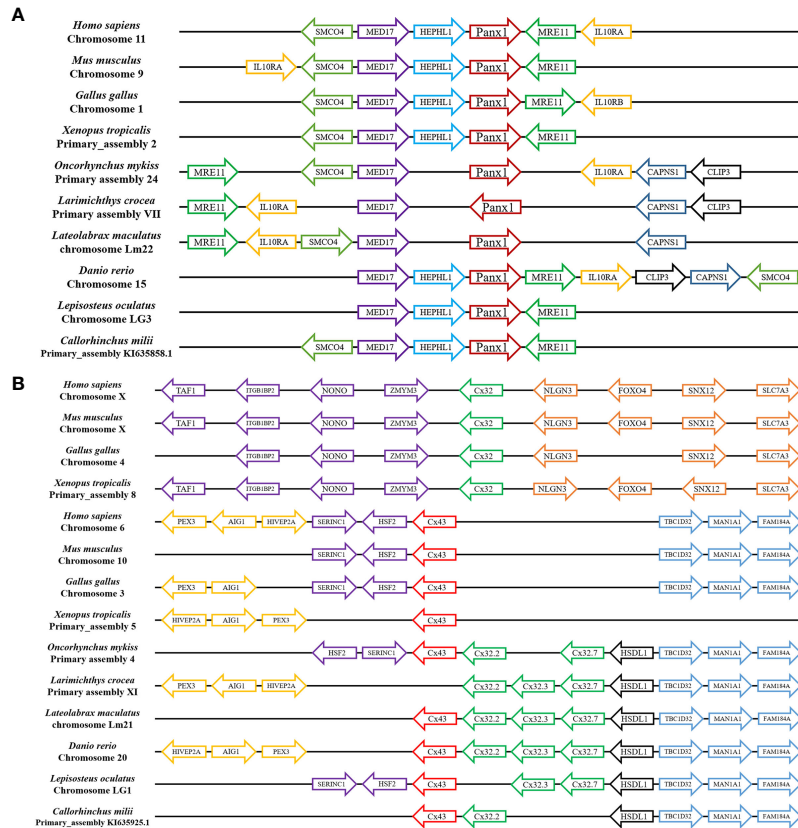 A
Homo sapiens
Chromosome 11
SMCO4 MED17 HEPHL1 Panx1 MRE11 IL10RA
Mus musculus
Chromosome 9
IL10RA SMCO4 MED17 HEPHL1 Panx1 MRE11
Gallus gallus
Chromosome 1
SMCO4 MED17 HEPHL1 Panx1 MRE11 IL10RB
Xenopus tropicalis
Primary_assembly 2
SMCO4 MED17 HEPHL1 Panx1 MRE11
Oncorhynchus mykiss
Primary assembly 24
MRE11 SMCO4 MED17 Panx1 IL10RA CAPNS1 CLIP3
Larimichthys crocea
Primary assembly VII
MRE11 IL10RA MED17 Panx1 CAPNS1 CLIP3
Lateolabrax maculatus
chromosome Lm22
MRE11 IL10RA SMCO4 MED17 Panx1 CAPNS1
Danio rerio
Chromosome 15
MED17 HEPHL1 Panx1 MRE11 IL10RA CLIP3 CAPNS1 SMCO4
Lepisosteus oculatus
Chromosome LG3
MED17 HEPHL1 Panx1 MRE11
Callorhinchus milii
Primary_assembly KI635858.1
SMCO4 MED17 HEPHL1 Panx1 MRE11
B
Homo sapiens
Chromosome X
TAF1 ITGB1BP2 NONO ZMYM3 Cx32 NLGN3 FOXO4 SNX12 SLC7A3
Mus musculus
Chromosome X
TAF1 ITGB1BP2 NONO ZMYM3 Cx32 NLGN3 FOXO4 SNX12 SLC7A3
Gallus gallus
Chromosome 4
ITGB1BP2 NONO ZMYM3 Cx32 NLGN3 SNX12 SLC7A3
Xenopus tropicalis
Primary_assembly 8
TAF1 ITGB1BP2 NONO ZMYM3 Cx32 NLGN3 FOXO4 SNX12 SLC7A3
Homo sapiens
Chromosome 6
PEX3 AIG1 HIVEP2A SERINC1 HSF2 Cx43 TBC1D32 MAN1A1 FAM184A
Mus musculus
Chromosome 10
SERINC1 HSF2 Cx43 TBC1D32 MAN1A1 FAM184A
Gallus gallus
Chromosome 3
PEX3 AIG1 SERINC1 HSF2 Cx43 TBC1D32 MAN1A1 FAM184A
Xenopus tropicalis
Primary_assembly 5
HIVEP2A AIG1 PEX3 Cx43
Oncorhynchus mykiss
Primary assembly 4
HSF2 SERINC1 Cx43 Cx32.2 Cx32.7 HSDL1 TBC1D32 MAN1A1 FAM184A
Larimichthys crocea
Primary assembly XI
PEX3 AIG1 HIVEP2A Cx32.2 Cx32.3 Cx32.7 HSDL1 TBC1D32 MAN1A1 FAM184A
Lateolabrax maculatus
chromosome Lm21
Cx43 Cx32.2 Cx32.3 Cx32.7 HSDL1 TBC1D32 MAN1A1 FAM184A
Danio rerio
Chromosome 20
HIVEP2A AIG1 PEX3 Cx43 Cx32.2 Cx32.3 Cx32.7 HSDL1 TBC1D32 MAN1A1 FAM184A
Lepisosteus oculatus
Chromosome LG1
SERINC1 HSF2 Cx43 Cx32.3 Cx32.7 HSDL1 TBC1D32 MAN1A1 FAM184A
Callorhinchus milii
Primary_assembly KI635925.1
Cx43 Cx32.2 HSDL1 TBC1D32 MAN1A1 FAM184A